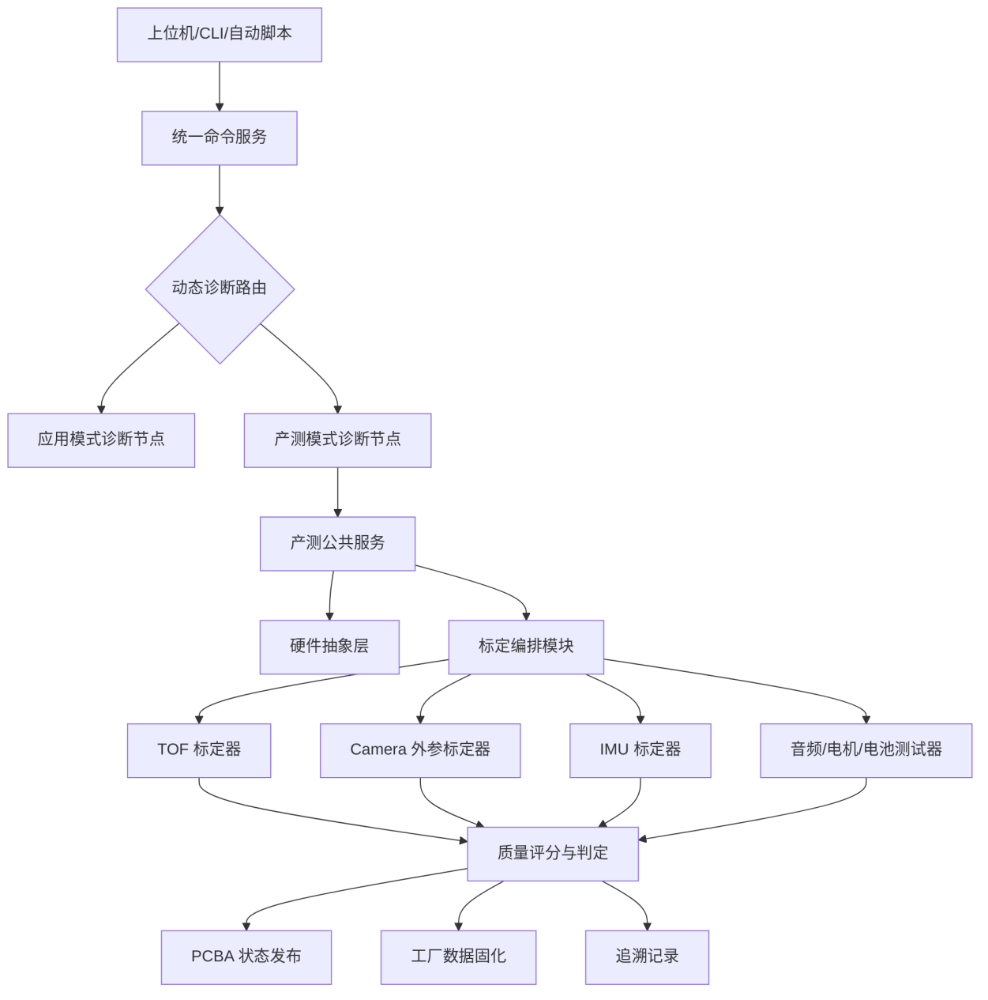 上位机/CLI/自动脚本
统一命令服务
动态诊断路由
应用模式诊断节点
产测模式诊断节点
产测公共服务
硬件抽象层
标定编排模块
TOF 标定器
Camera 外参标定器
IMU 标定器
音频/电机/电池测试器
质量评分与判定
PCBA 状态发布
工厂数据固化
追溯记录